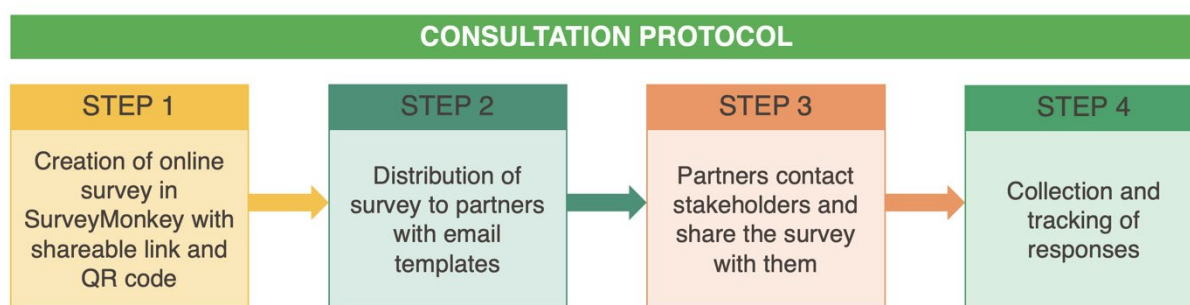 CONSULTATION PROTOCOL
STEP 1
Creation of online
survey in
SurveyMonkey with
shareable link and
QR code
STEP 2
Distribution of
survey to partners
with email
templates
STEP 3
Partners contact
stakeholders and
share the survey
with them
STEP 4
Collection and
tracking of
responses